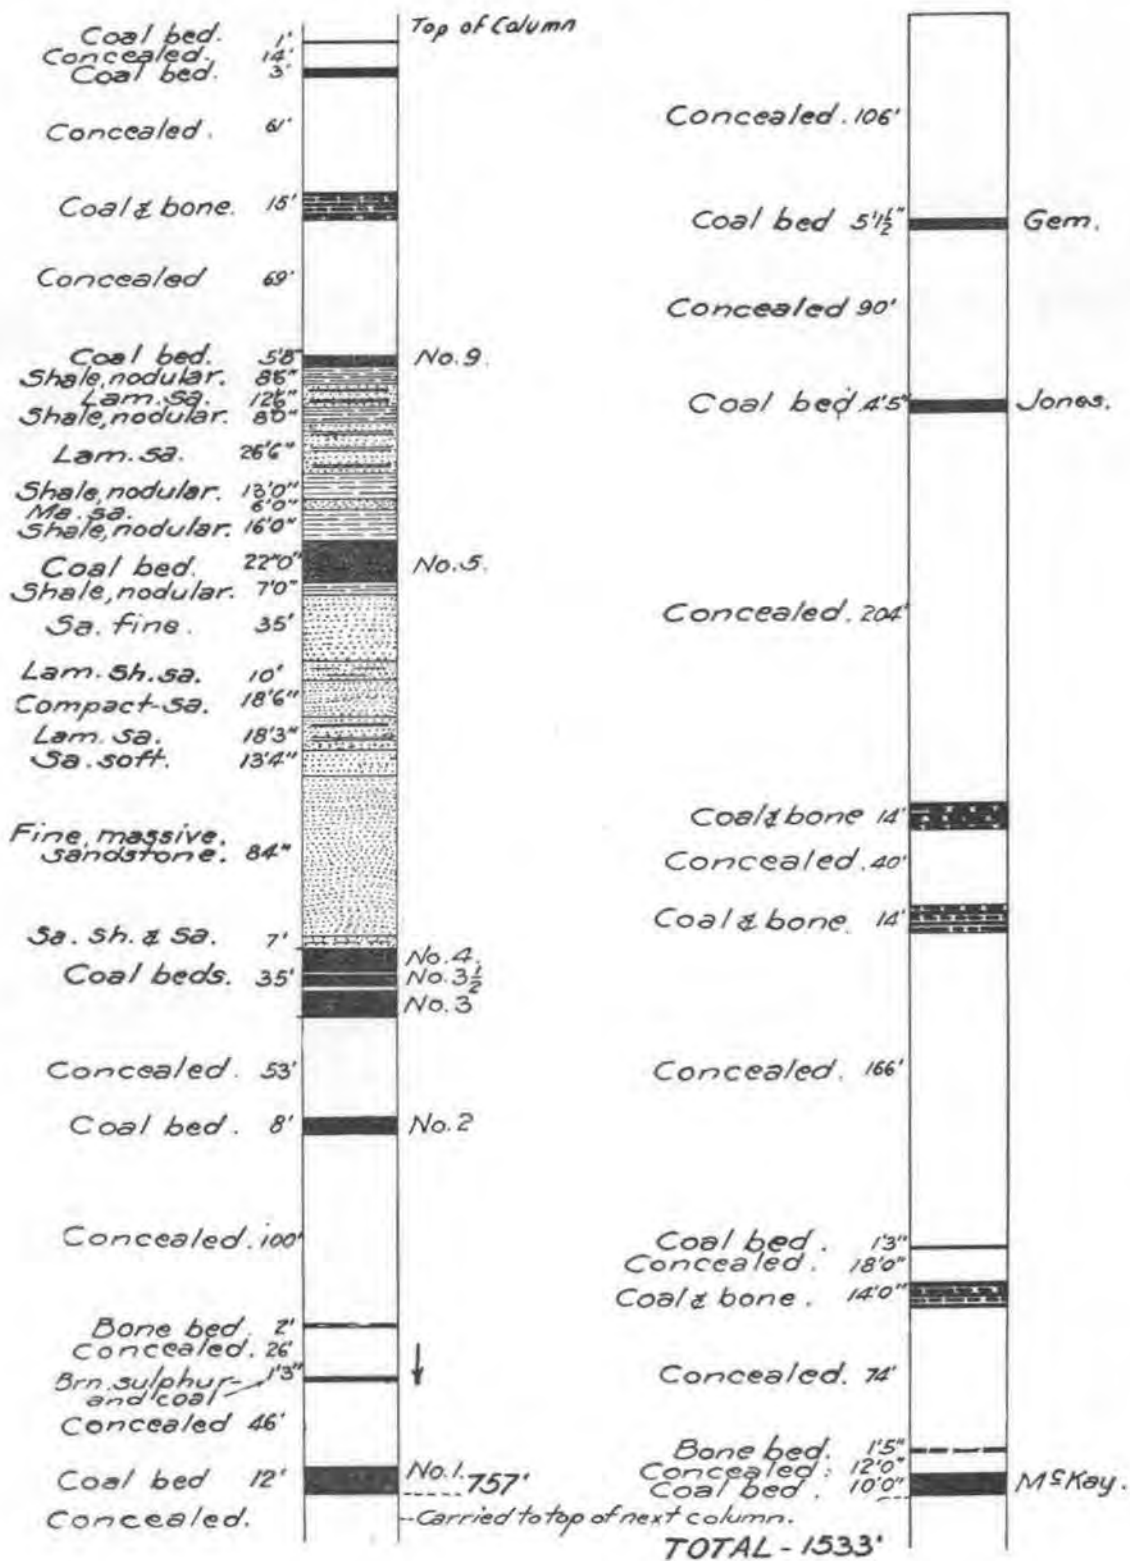 Top of Column
Coal bed. 1'
Concealed. 14'
Coal bed. 3'
Concealed. 61'
Coal & bone. 15'
Concealed 69'
Coal bed. 5'8" No. 9.
Shale, nodular. 8'6"
Lam. sa. 12'6"
Shale, nodular. 8'0"
Lam. sa. 26'6"
Shale, nodular. 13'0"
Ma. sa. 6'0"
Shale, nodular. 16'0"
Coal bed. 22'0" No. 5.
Shale, nodular. 7'0"
Sa. fine. 35'
Lam. Sh. sa. 10'
Compact-sa. 18'6"
Lam. sa. 18'3"
Sa. soft. 13'4"
Fine, massive.
sandstone. 84"
Sa. sh. & sa. 7'
No. 4.
Coal beds. 35' No. 3 1/2
No. 3
Concealed. 53'
Coal bed. 8' No. 2
Concealed. 100'
Bone bed. 2'
Concealed. 26'
Brn. sulphur- 1'3"
and coal
Concealed 46'
Coal bed 12' No. 1. 757'
Concealed. --Carried to top of next column.
Concealed. 106'
Coal bed 5'1 1/2" Gem.
Concealed 90'
Coal bed. 4'5" Jones.
Concealed. 204'
Coal & bone 14'
Concealed. 40'
Coal & bone. 14'
Concealed. 166'
Coal bed. 1'3"
Concealed. 18'0"
Coal & bone. 14'0"
Concealed. 74'
Bone bed. 1'5"
Concealed: 12'0"
Coal bed. 10'0" McKay.
TOTAL - 1533'